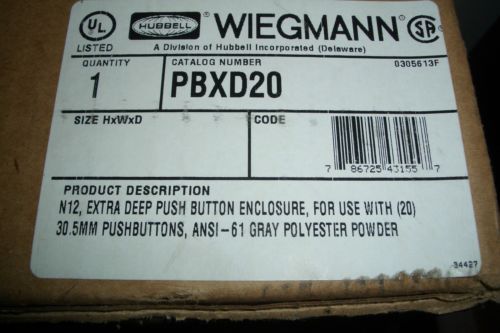 UL
LISTED
HUBBELL
WIEGMANN
SA
A Division of Hubbell Incorporated (Delaware)
QUANTITY
1
CATALOG NUMBER
PBXD20
0305613F
SIZE HxWxD
CODE
7 86725 43155 7
PRODUCT DESCRIPTION
N12, EXTRA DEEP PUSH BUTTON ENCLOSURE, FOR USE WITH (20)
30.5MM PUSHBUTTONS, ANSI-61 GRAY POLYESTER POWDER
34427